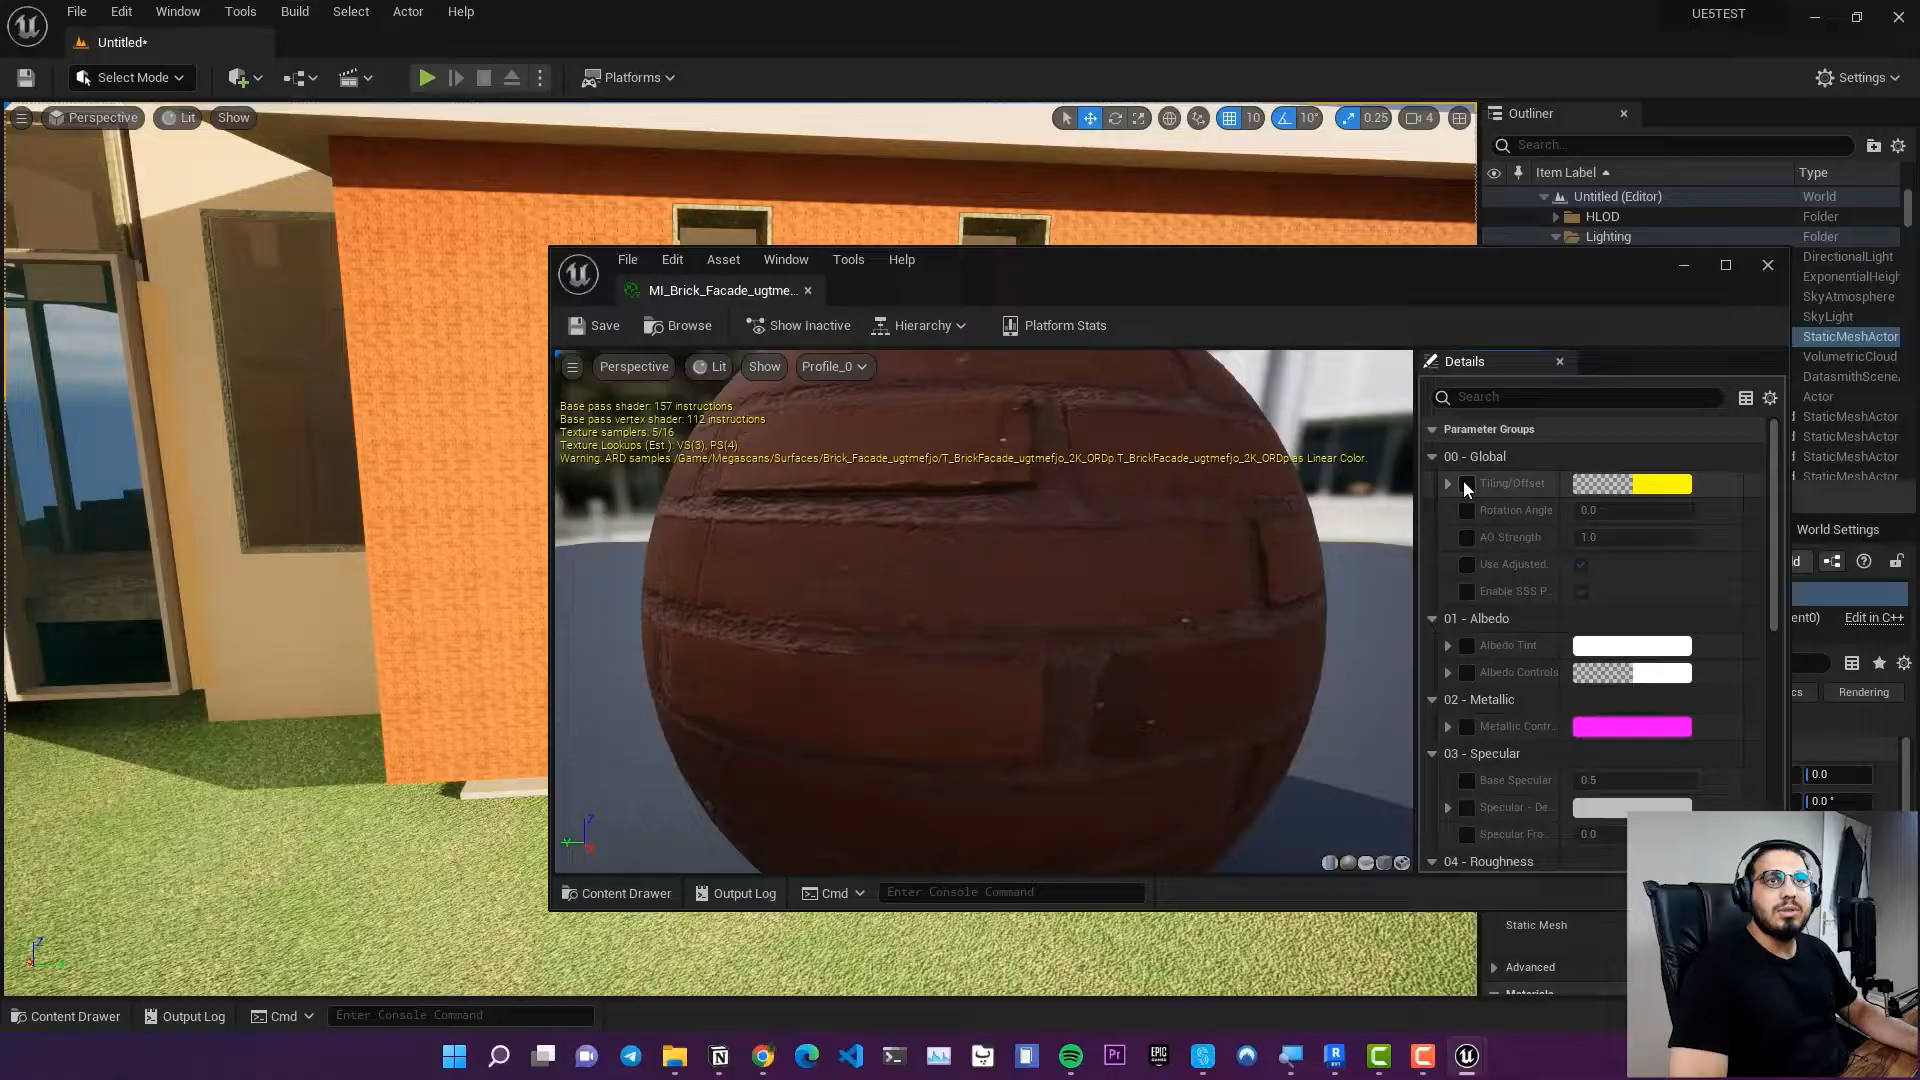 File Edit Window Tools Build Select Actor Help
UE5TEST
Untitled*
Select Mode
Platforms
Settings
Perspective Lit Show
10 10° 0.25 4
Outliner
Search...
Item Label Type
Untitled (Editor) World
HLOD Folder
Lighting Folder
DirectionalLight
ExponentialHeigh
SkyAtmosphere
SkyLight
StaticMeshActor
VolumetricCloud
DatasmithScene
Actor
StaticMeshActor
StaticMeshActor
StaticMeshActor
World Settings
ent0) Edit in C++
cs Rendering
0.0
0.0 °
Static Mesh
Advanced
Materials
File Edit Asset Window Tools Help
MI_Brick_Facade_ugtme...
Save Browse Show Inactive Hierarchy Platform Stats
Perspective Lit Show Profile_0
Base pass shader: 157 instructions
Base pass vertex shader: 112 instructions
Texture samplers: 5/16
Texture Lookups (Est.): VS(3), PS(4)
Warning: ARD samples /Game/Megascans/Surfaces/Brick_Facade_ugtmefjo/T_BrickFacade_ugtmefjo_2K_ORDp.T_BrickFacade_ugtmefjo_2K_ORDp as Linear Color.
Details
Search
Parameter Groups
00 - Global
Tiling/Offset
Rotation Angle 0.0
AO Strength 1.0
Use Adjusted.
Enable SSS P..
01 - Albedo
Albedo Tint
Albedo Controls
02 - Metallic
Metallic Contr..
03 - Specular
Base Specular 0.5
Specular - De..
Specular Fro.. 0.0
04 - Roughness
Content Drawer Output Log Cmd Enter Console Command
Content Drawer Output Log Cmd Enter Console Command
Pr
EPIC GAMES
R
RVT